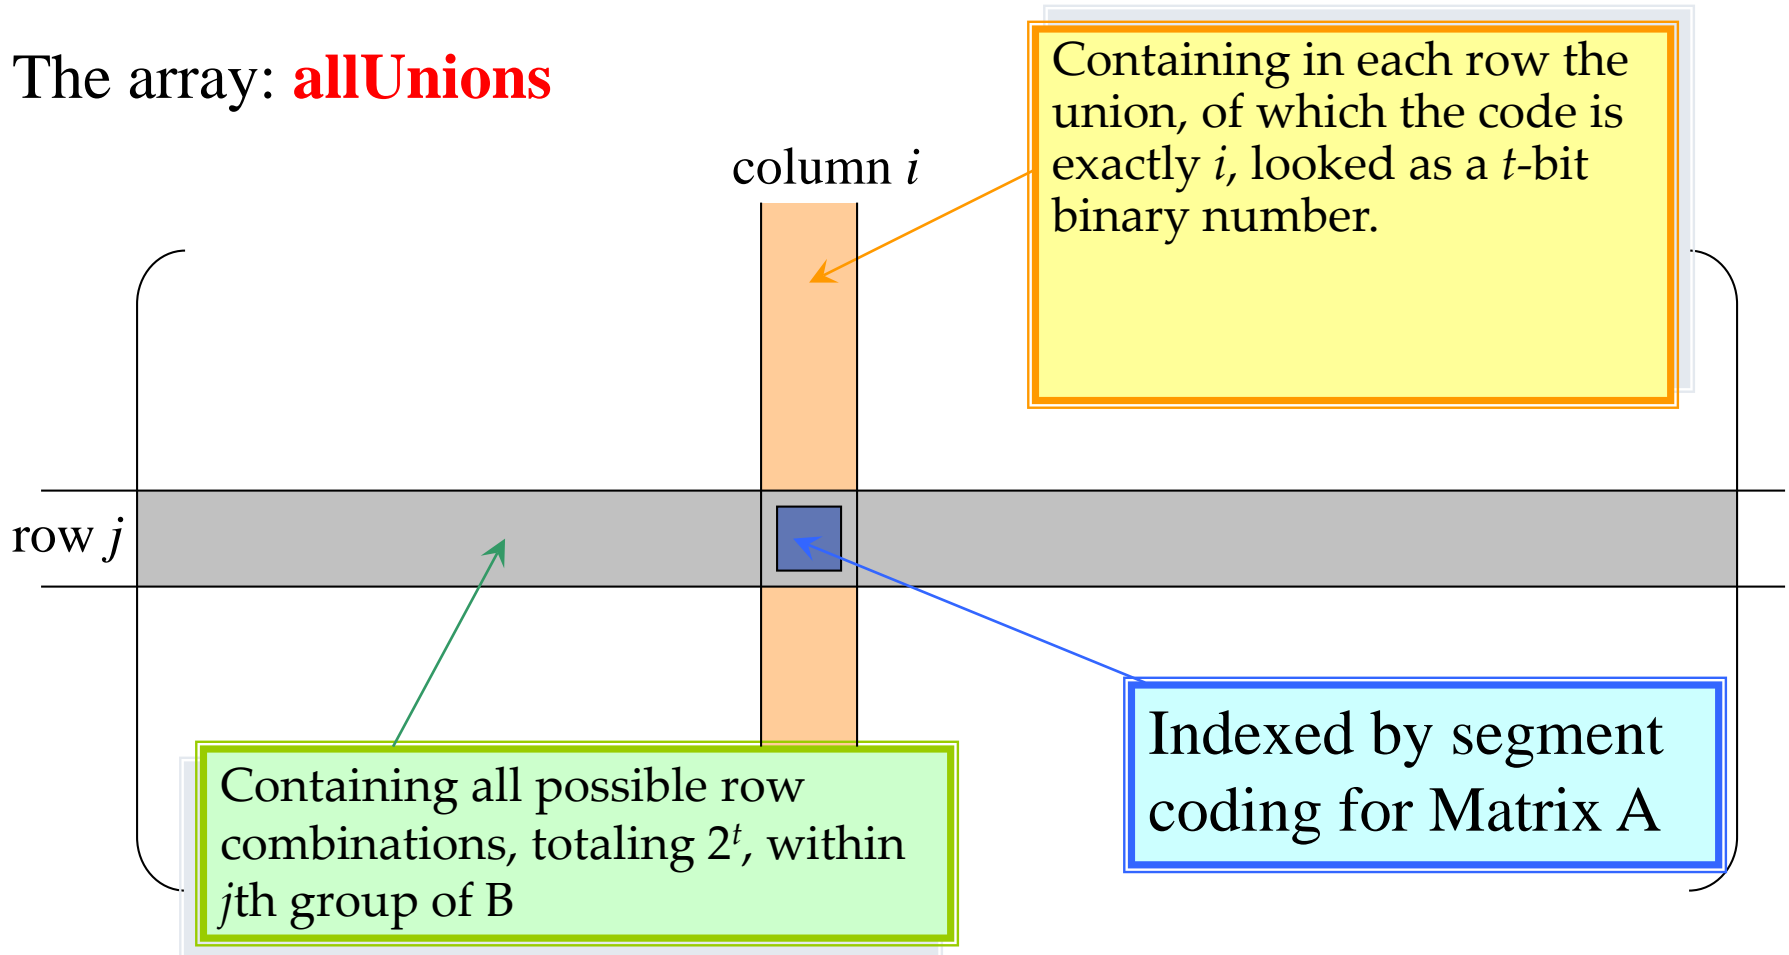 The array: allUnions
Containing in each row the
union, of which the code is
exactly i, looked as a t-bit
binary number.
column i
row j
Indexed by segment
coding for Matrix A
Containing all possible row
combinations, totaling 2^t, within
jth group of B